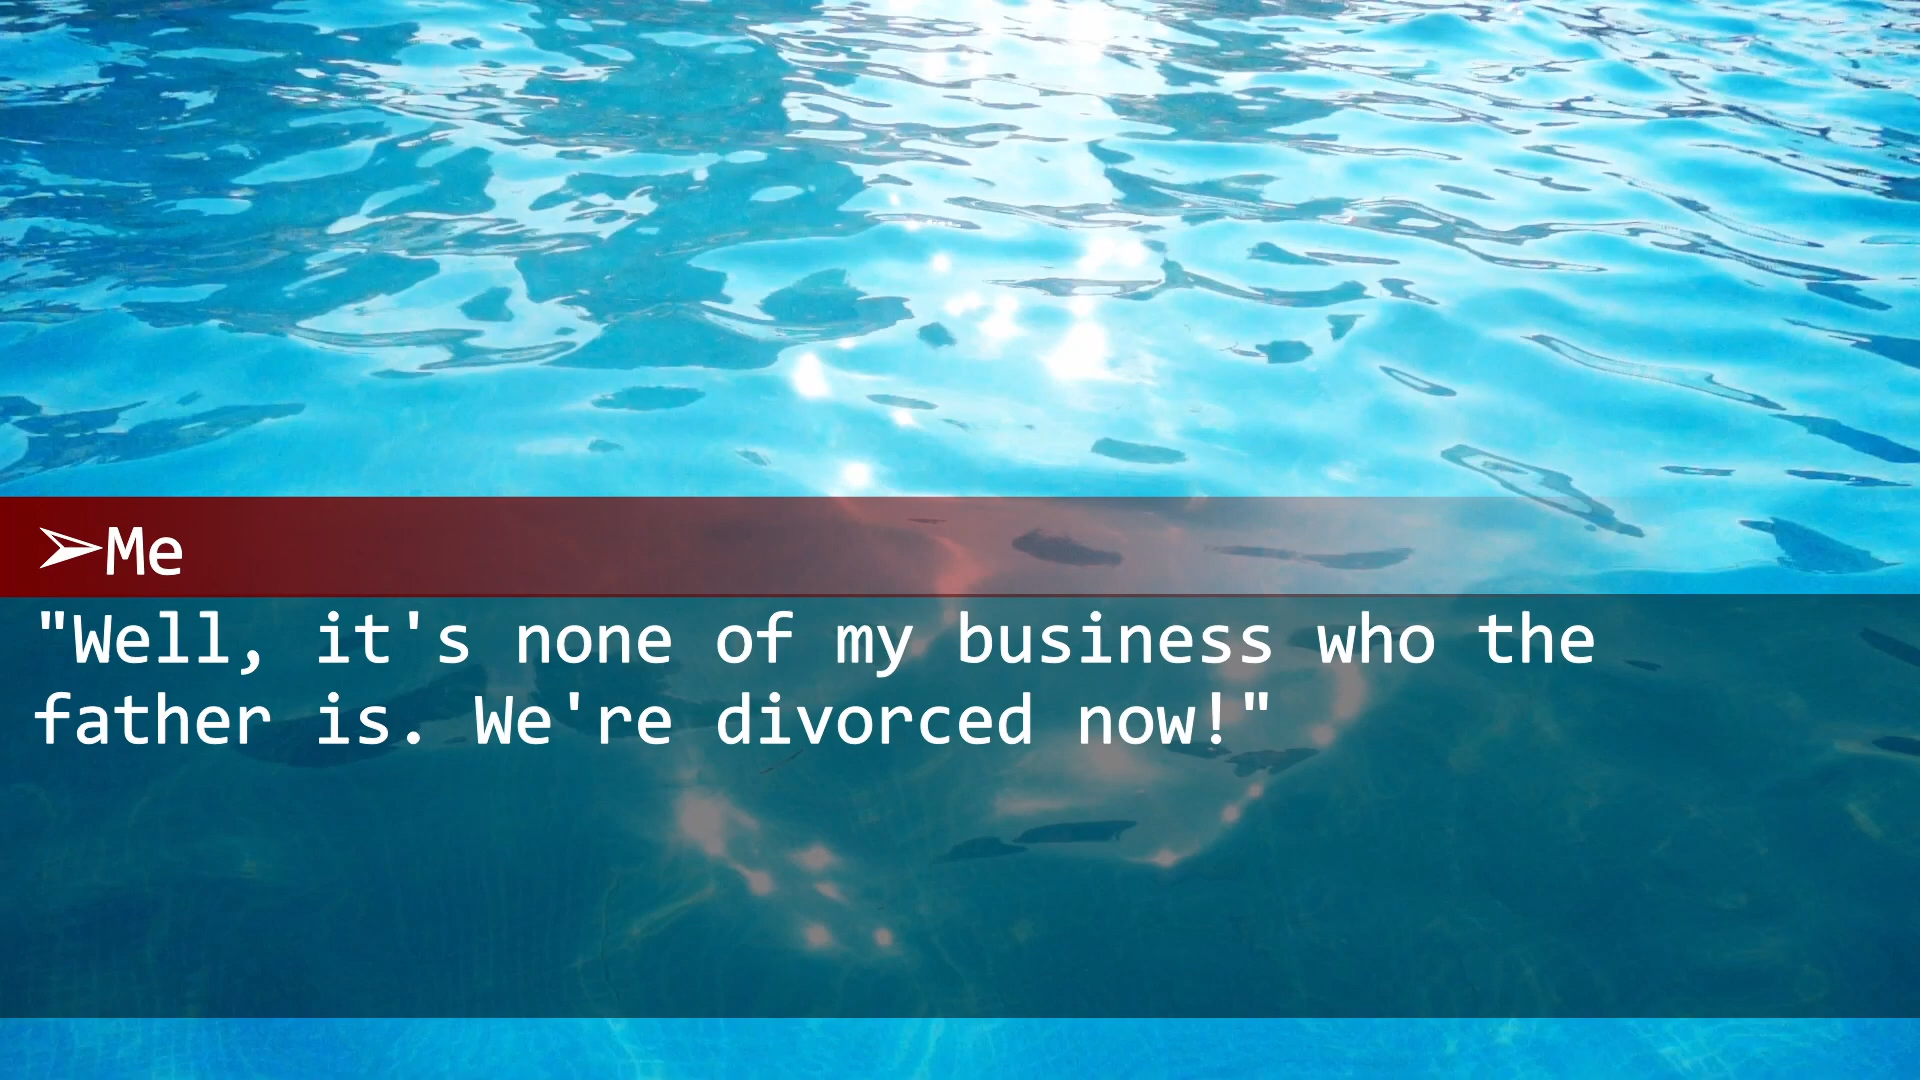 ➢Me
"Well, it's none of my business who the
father is. We're divorced now!"